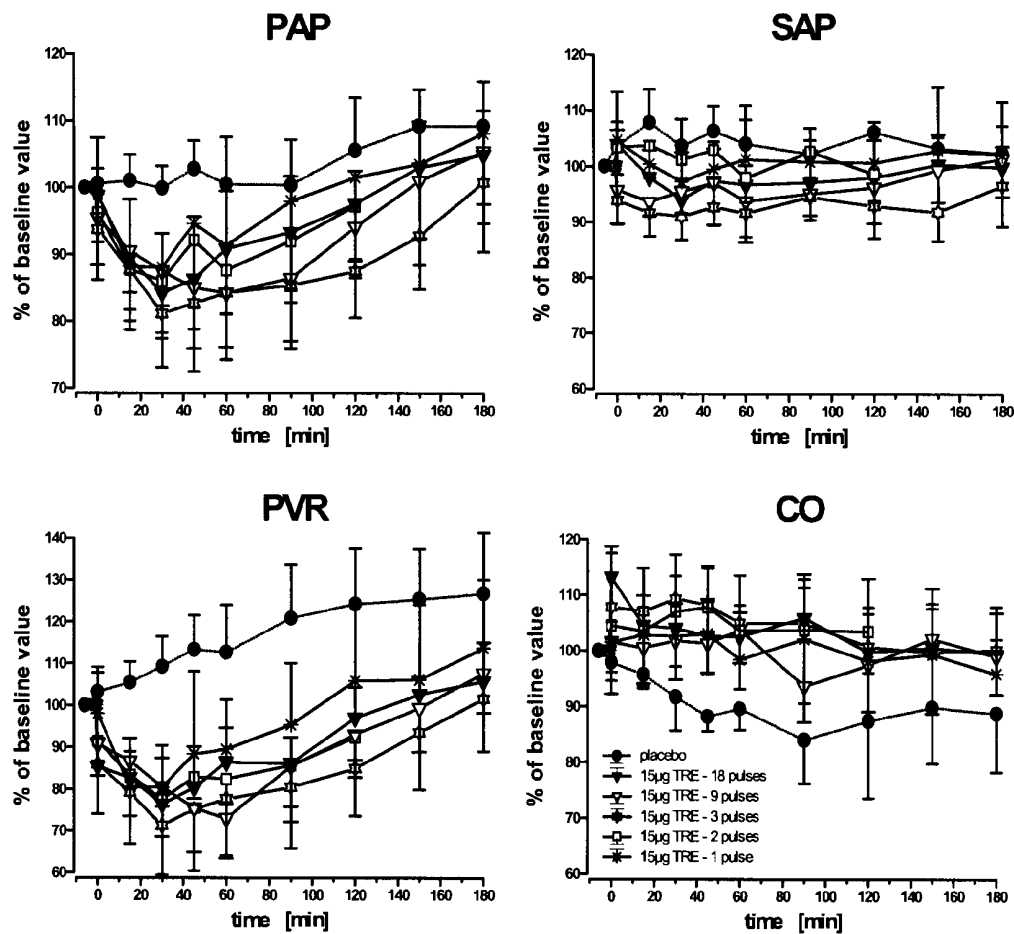 PAP
SAP
% of baseline value
120
110
100
90
80
70
0 20 40 60 80 100 120 140 160 180
time [min]
% of baseline value
120
110
100
90
80
70
60
0 20 40 60 80 100 120 140 160 180
time [min]
PVR
CO
% of baseline value
140
130
120
110
100
90
80
70
60
0 20 40 60 80 100 120 140 160 180
time [min]
% of baseline value
120
110
100
90
80
70
60
placebo
15µg TRE - 18 pulses
15µg TRE - 9 pulses
15µg TRE - 3 pulses
15µg TRE - 2 pulses
15µg TRE - 1 pulse
0 20 40 60 80 100 120 140 160 180
time [min]